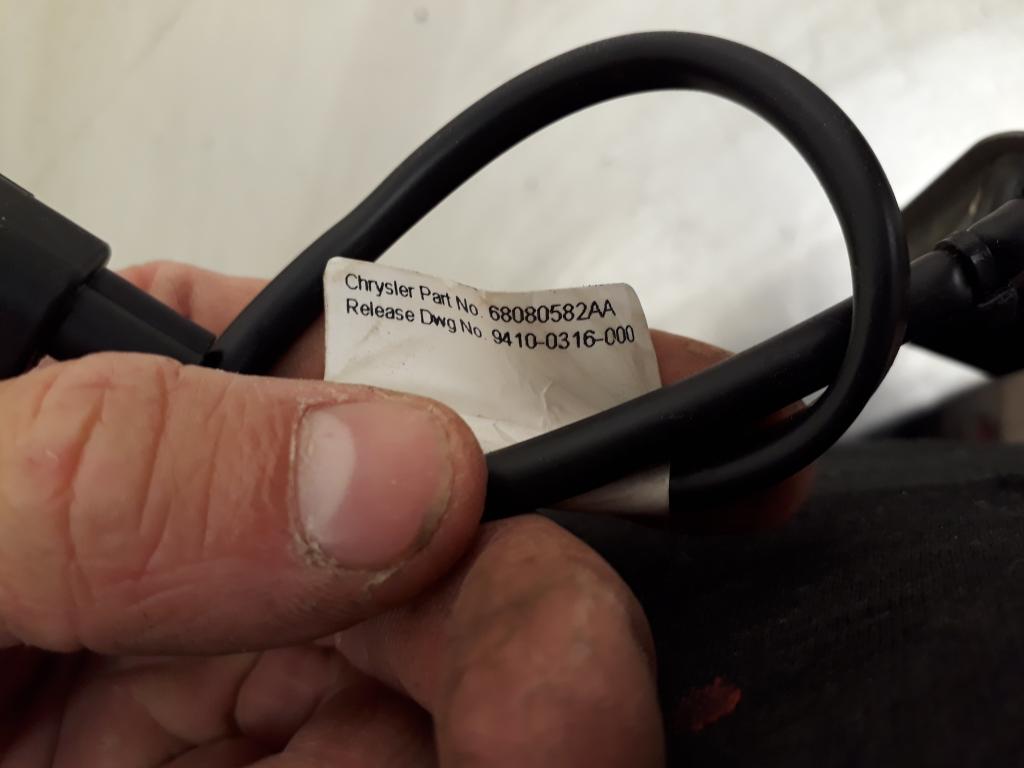 Chrysler Part No. 68080582AA
Release Dwg No. 9410-0316-000